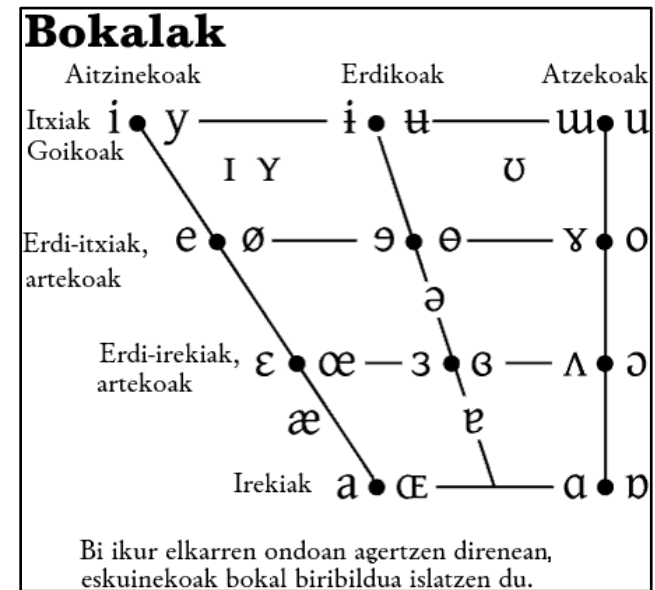 Bokalak
Aitzinekoak Erdikoak Atzekoak
Itxiak i y ɨ ʉ ɯ u
Goikoak
ɪ ʏ ʊ
Erdi-itxiak, e ø ɘ ɵ ɤ o
artekoak
ə
Erdi-irekiak, ɛ œ ɜ ɞ ʌ ɔ
artekoak
æ ɐ
Irekiak a ɶ ɑ ɒ
Bi ikur elkarren ondoan agertzen direnean,
eskuinekoak bokal biribildua islatzen du.